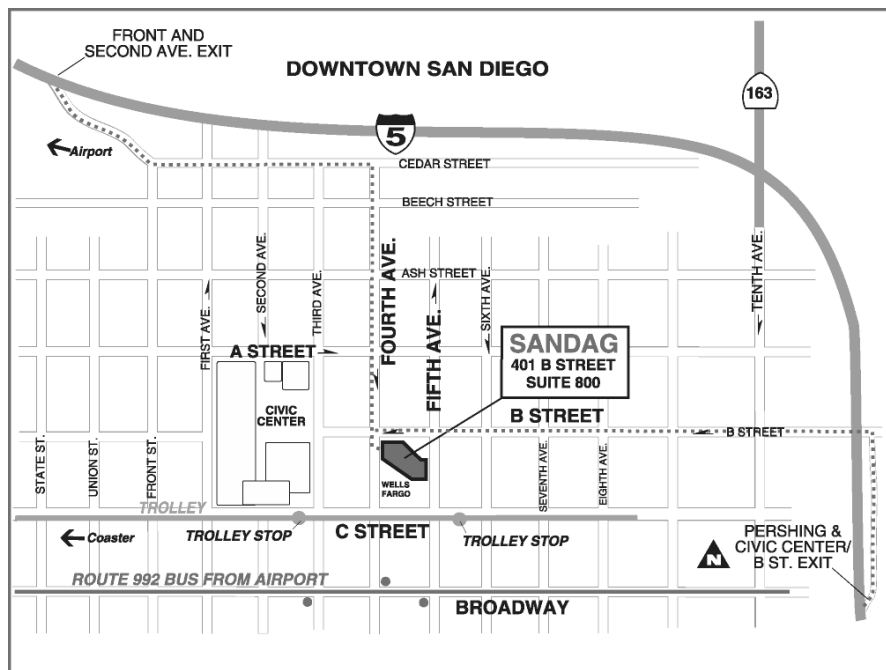 FRONT AND
SECOND AVE. EXIT
DOWNTOWN SAN DIEGO
163
5
Airport
CEDAR STREET
BEECH STREET
SECOND AVE.
THIRD AVE.
FOURTH AVE.
ASH STREET
SIXTH AVE.
TENTH AVE.
FIRST AVE.
FIFTH AVE.
A STREET
SANDAG
401 B STREET
SUITE 800
CIVIC
CENTER
B STREET
B STREET
STATE ST.
UNION ST.
FRONT ST.
WELLS
FARGO
SEVENTH AVE.
EIGHTH AVE.
TROLLEY
Coaster
TROLLEY STOP
C STREET
TROLLEY STOP
PERSHING &
CIVIC CENTER/
B ST. EXIT
N
ROUTE 992 BUS FROM AIRPORT
BROADWAY